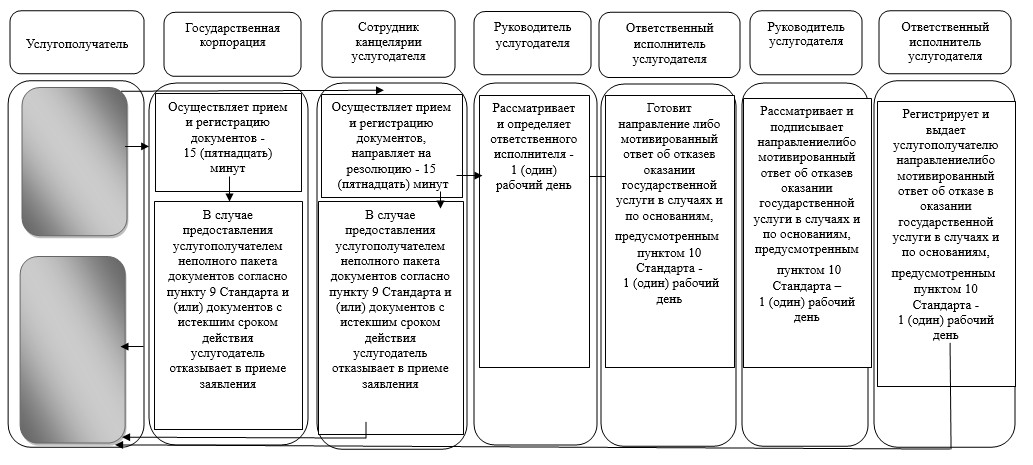 Услугополучатель
Государственная
корпорация
Сотрудник
канцелярии
услугодателя
Руководитель
услугодателя
Ответственный
исполнитель
услугодателя
Руководитель
услугодателя
Ответственный
исполнитель
услугодателя
Осуществляет прием
и регистрацию
документов -
15 (пятнадцать)
минут
В случае
предоставления
услугополучателем
неполного пакета
документов согласно
пункту 9 Стандарта и
(или) документов с
истекшим сроком
действия
услугодатель
отказывает в приеме
заявления
Осуществляет прием
и регистрацию
документов,
направляет на
резолюцию - 15
(пятнадцать) минут
В случае
предоставления
услугополучателем
неполного пакета
документов согласно
пункту 9 Стандарта и
(или) документов с
истекшим сроком
действия
услугодатель
отказывает в приеме
заявления
Рассматривает
и определяет
ответственного
исполнителя -
1 (один)
рабочий день
Готовит
направление либо
мотивированный
ответ об отказев
оказании
государственной
услуги в случаях и
по основаниям,
предусмотренным
пунктом 10
Стандарта -
1 (один) рабочий
день
Рассматривает и
подписывает
направлениелибо
мотивированный
ответ об отказев
оказании
государственной
услуги в случаях и
по основаниям,
предусмотренным
пунктом 10
Стандарта –
1 (один) рабочий
день
Регистрирует и
выдает
услугополучателю
направлениелибо
мотивированный
ответ об отказе в
оказании
государственной
услуги в случаях и
по основаниям,
предусмотренным
пунктом 10
Стандарта -
1 (один) рабочий
день